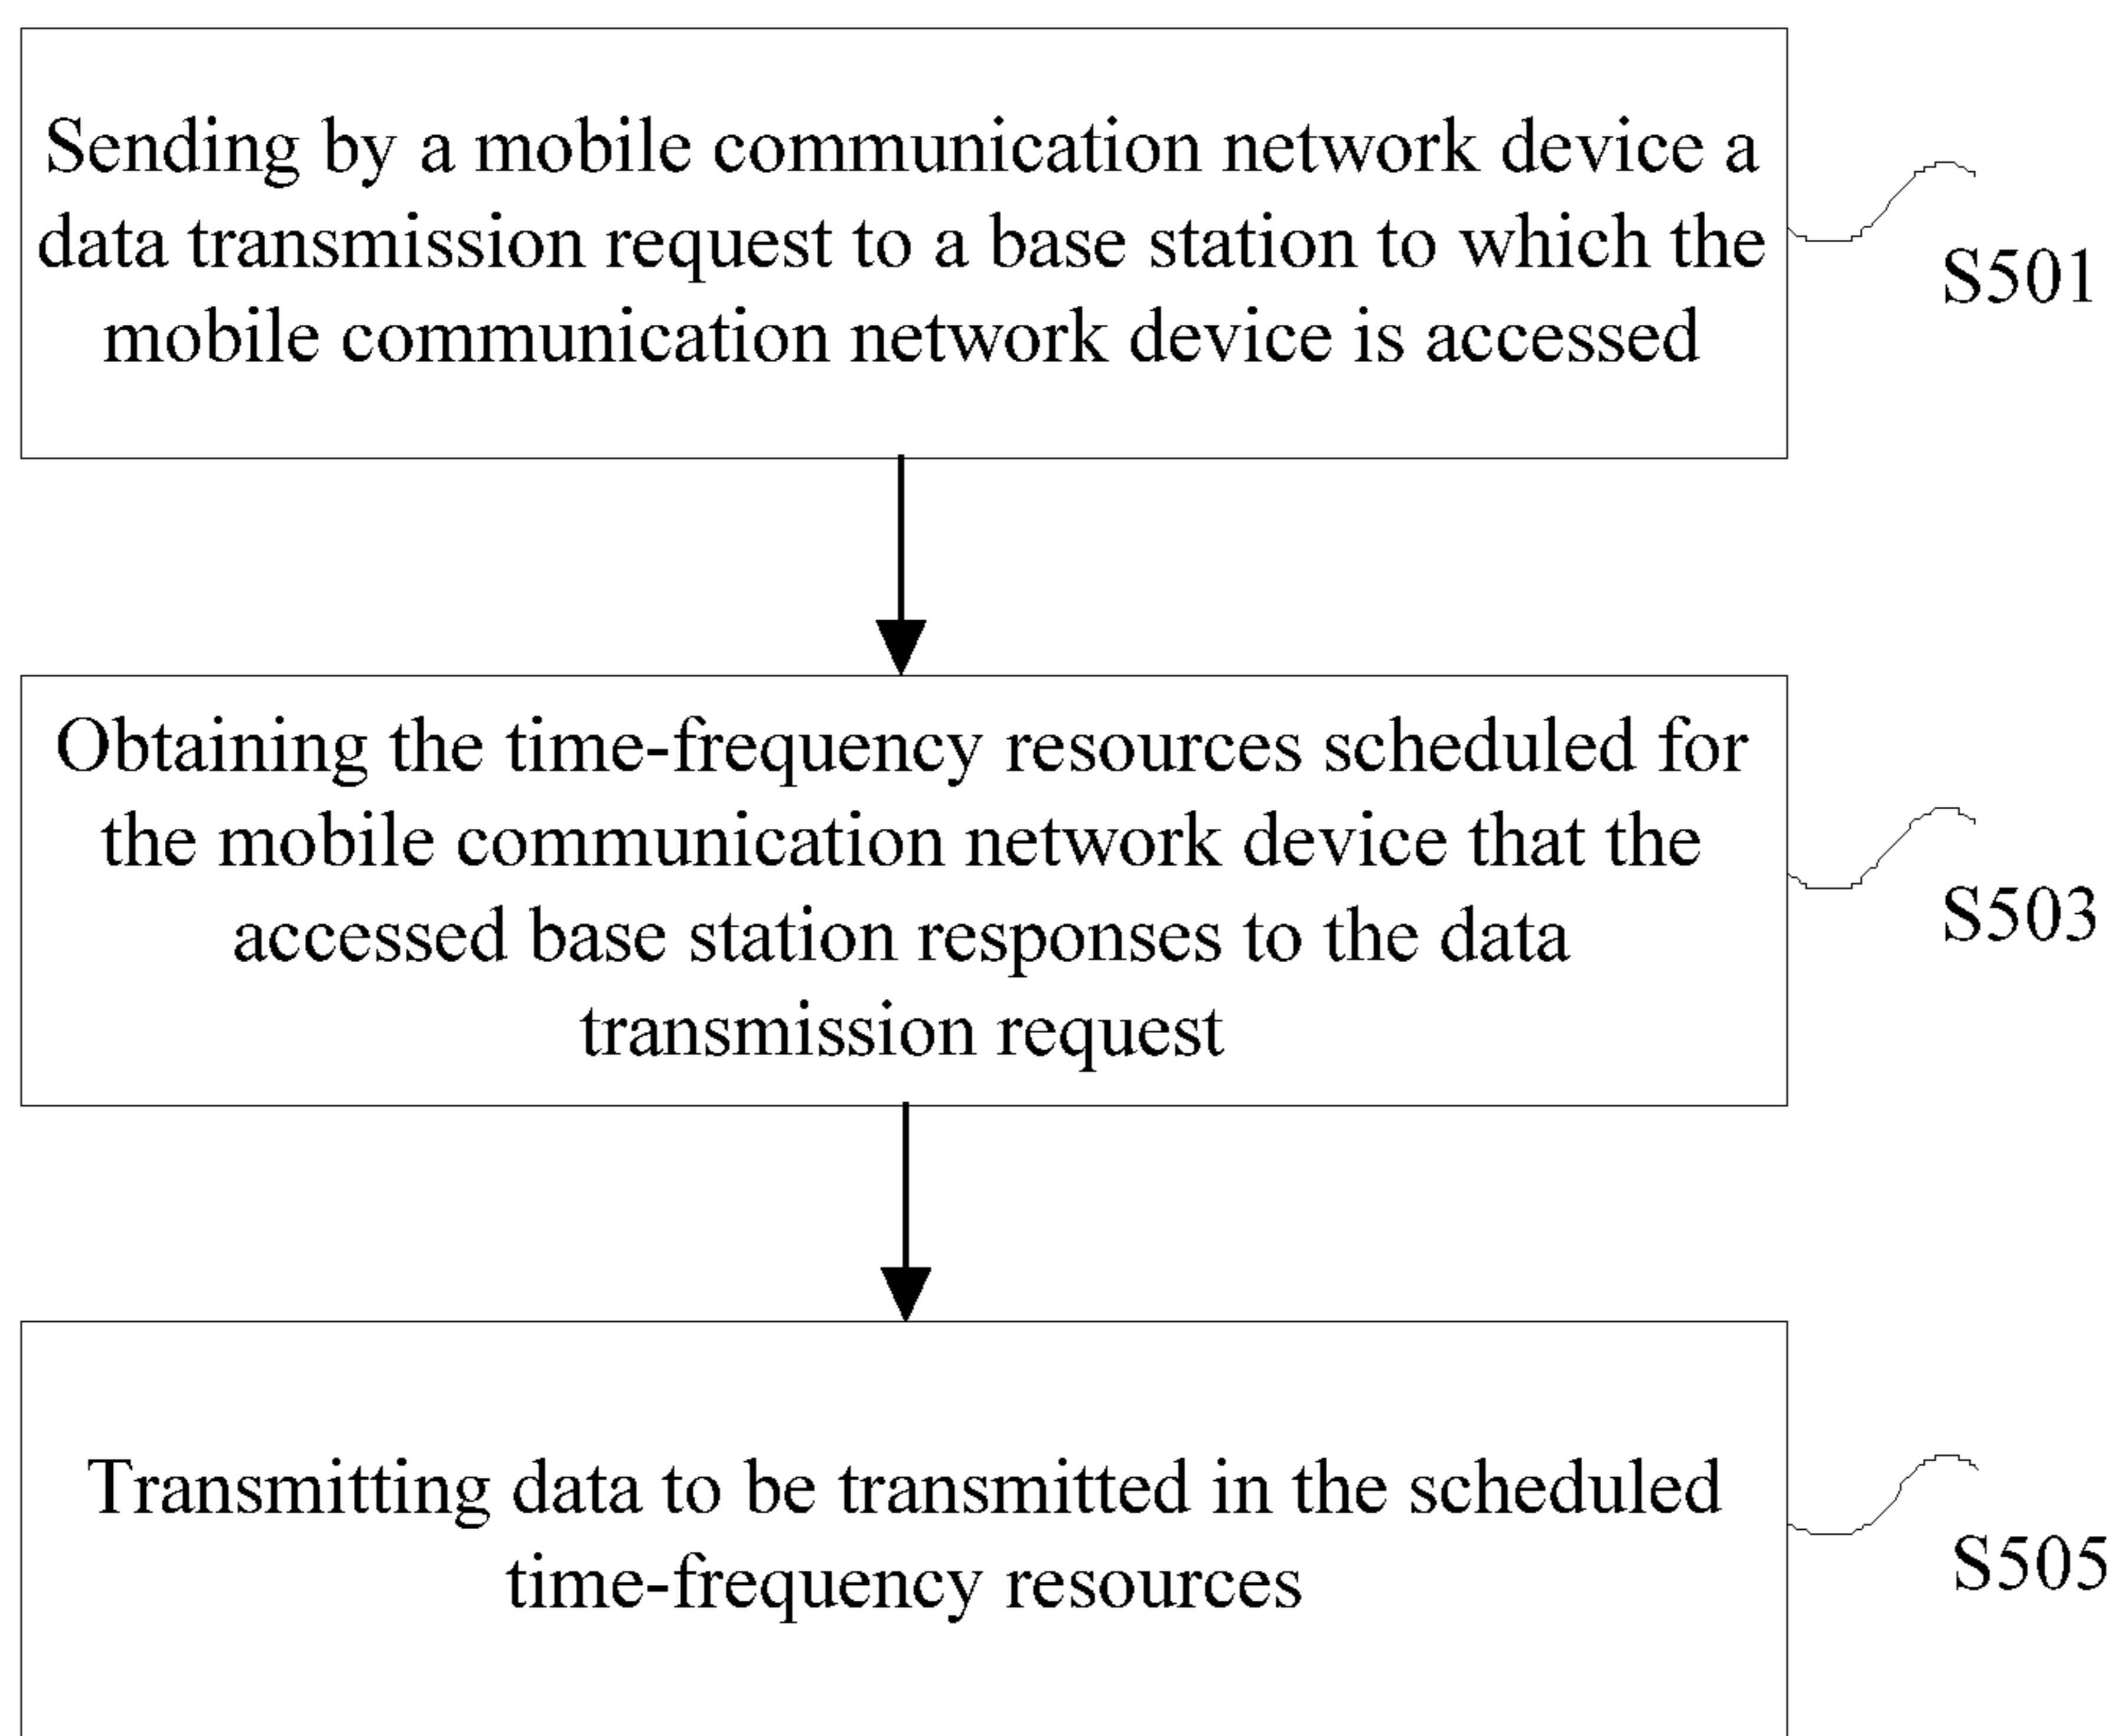 Sending by a mobile communication network device a
data transmission request to a base station to which the
mobile communication network device is accessed
S501
Obtaining the time-frequency resources scheduled for
the mobile communication network device that the
accessed base station responses to the data
transmission request
S503
Transmitting data to be transmitted in the scheduled
time-frequency resources
S505